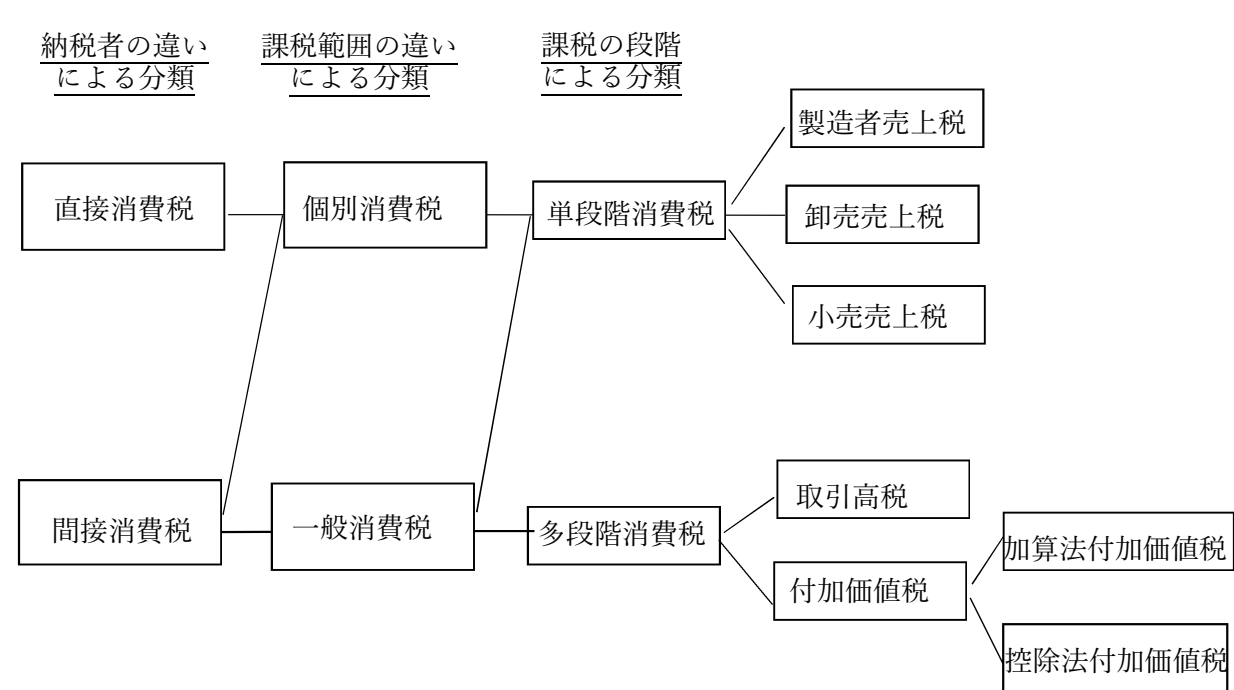 納税者の違い
による分類
課税範囲の違い
による分類
課税の段階
による分類
製造者売上税
直接消費税
個別消費税
単段階消費税
卸売売上税
小売売上税
取引高税
間接消費税
一般消費税
多段階消費税
加算法付加価値税
付加価値税
控除法付加価値税